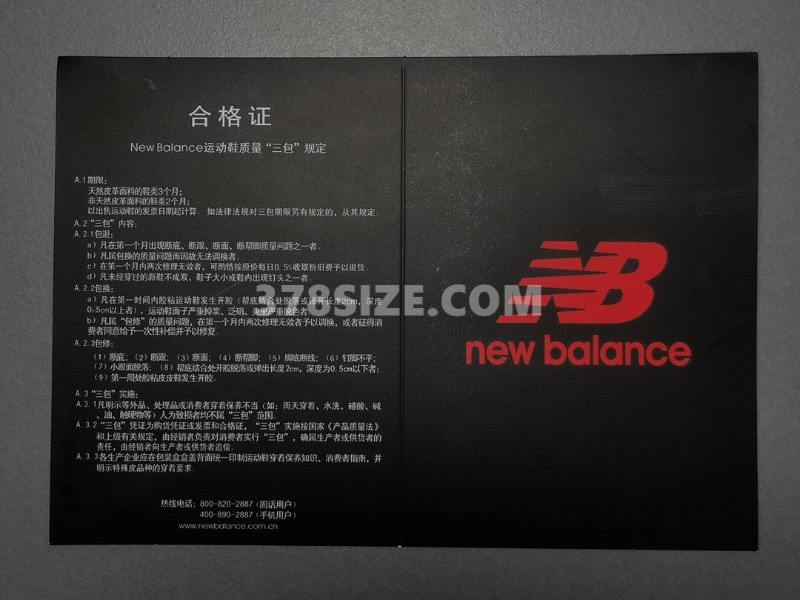 合格证
New Balance运动鞋质量“三包”规定
A.1期限：
天然皮革面料的鞋类3个月；
非天然皮革面料的鞋类2个月；
以出售运动鞋的发票日期起计算。如法律法规对三包期限另有规定的，从其规定。
A.2“三包”内容：
A.2.1包退：
a）凡在第一个月出现断底、断跟、断面、断帮脚质量问题之一者。
b）凡属包换的质量问题而因故无法调换者。
c）在第一个月内两次修理无效者，可酌情按原价每日0.5%收取折旧费予以退货。
d）凡未经穿过的新鞋不成双，鞋子大小或鞋内出现钉头之一者。
A.2.2包换：
a）凡在第一时间内胶粘运动鞋发生开胶（帮底结合处脱落或弹开长度2cm，深度
0.5cm以上者），运动鞋面子严重掉浆、泛硝、夹里严重脱色者
b）凡属“包修”的质量问题，在第一个月内两次修理无效者予以调换，或者征得消
费者同意给予一次性补偿并予以修复。
A.2.3包修：
（1）断底；（2）断跟；（3）断面；（4）断帮脚；（5）脚底断线；（6）钉脚不平；
（7）小跟面脱落；（8）帮底结合处开胶脱落或弹出长度2cm，深度为0.5cm以下者；
（9）第一周处胶粘皮皮鞋发生开胶。
A.3“三包”实施：
A.3.1凡明示等外品、处理品或消费者穿着保养不当（如：雨天穿着、水洗、碰酸、碱
、油、触硬物等）人为致损者均不属“三包”范围。
A.3.2“三包”凭证为购货凭证或发票和合格证，“三包”实施按国家《产品质量法》
和上级有关规定，由经销者负责对消费者实行“三包”，确属生产者或供货者的
责任，由经销者向生产者或供货者追偿。
A.3.3各生产企业应在包装盒盒盖背面统一印制运动鞋穿着保养知识、消费者指南，并
明示特殊皮品种的穿着要求。
热线电话：800-820-2887（固话用户）
400-890-2887（手机用户）
www.newbalance.com.cn
NB
new balance
378SIZE.COM